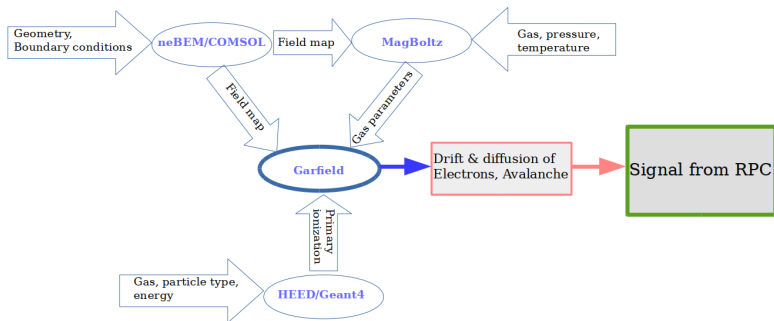 Geometry,
Boundary conditions
neBEM/COMSOL
Field map
MagBoltz
Gas, pressure,
temperature
Field map
Gas parameters
Garfield
Drift & diffusion of
Electrons, Avalanche
Signal from RPC
Primary
ionization
Gas, particle type,
energy
HEED/Geant4